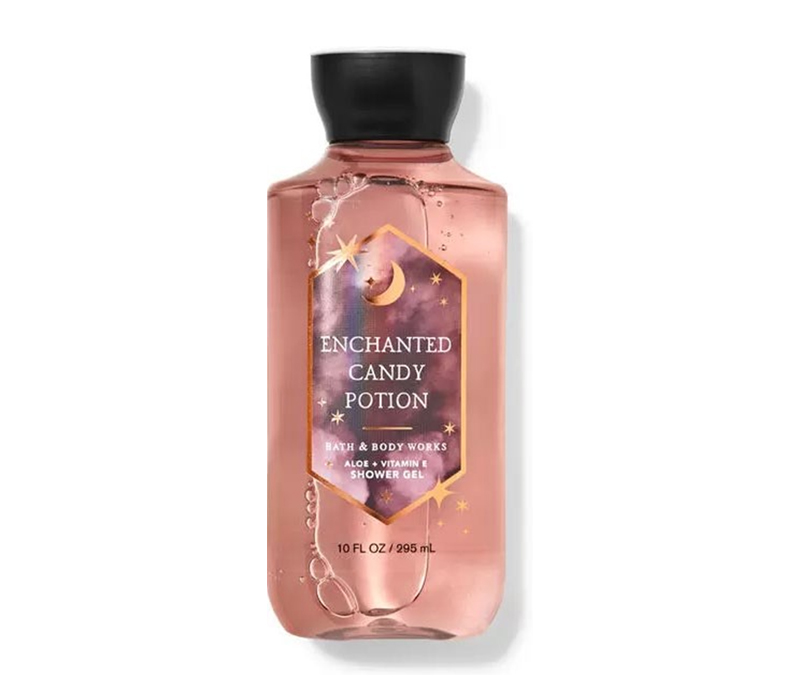 ENCHANTED
CANDY
POTION
BATH & BODY WORKS
ALOE + VITAMIN E
SHOWER GEL
10 FL OZ / 295 mL